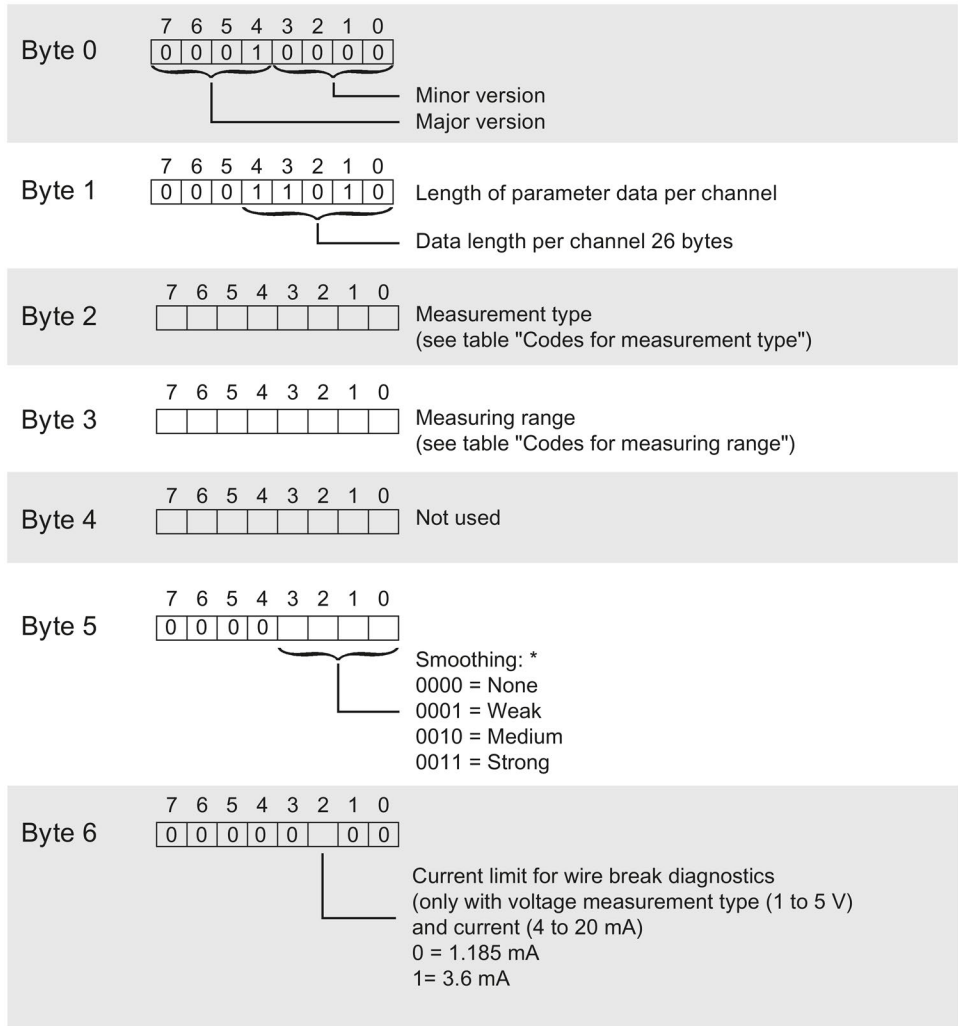 7 6 5 4 3 2 1 0
Byte 0
0 0 0 1 0 0 0 0
Minor version
Major version
7 6 5 4 3 2 1 0
Byte 1
0 0 0 1 1 0 1 0
Length of parameter data per channel
Data length per channel 26 bytes
7 6 5 4 3 2 1 0
Byte 2
Measurement type
(see table "Codes for measurement type")
7 6 5 4 3 2 1 0
Byte 3
Measuring range
(see table "Codes for measuring range")
7 6 5 4 3 2 1 0
Byte 4
Not used
7 6 5 4 3 2 1 0
Byte 5
0 0 0 0
Smoothing: *
0000 = None
0001 = Weak
0010 = Medium
0011 = Strong
7 6 5 4 3 2 1 0
Byte 6
0 0 0 0 0 0 0
Current limit for wire break diagnostics
(only with voltage measurement type (1 to 5 V)
and current (4 to 20 mA)
0 = 1.185 mA
1= 3.6 mA